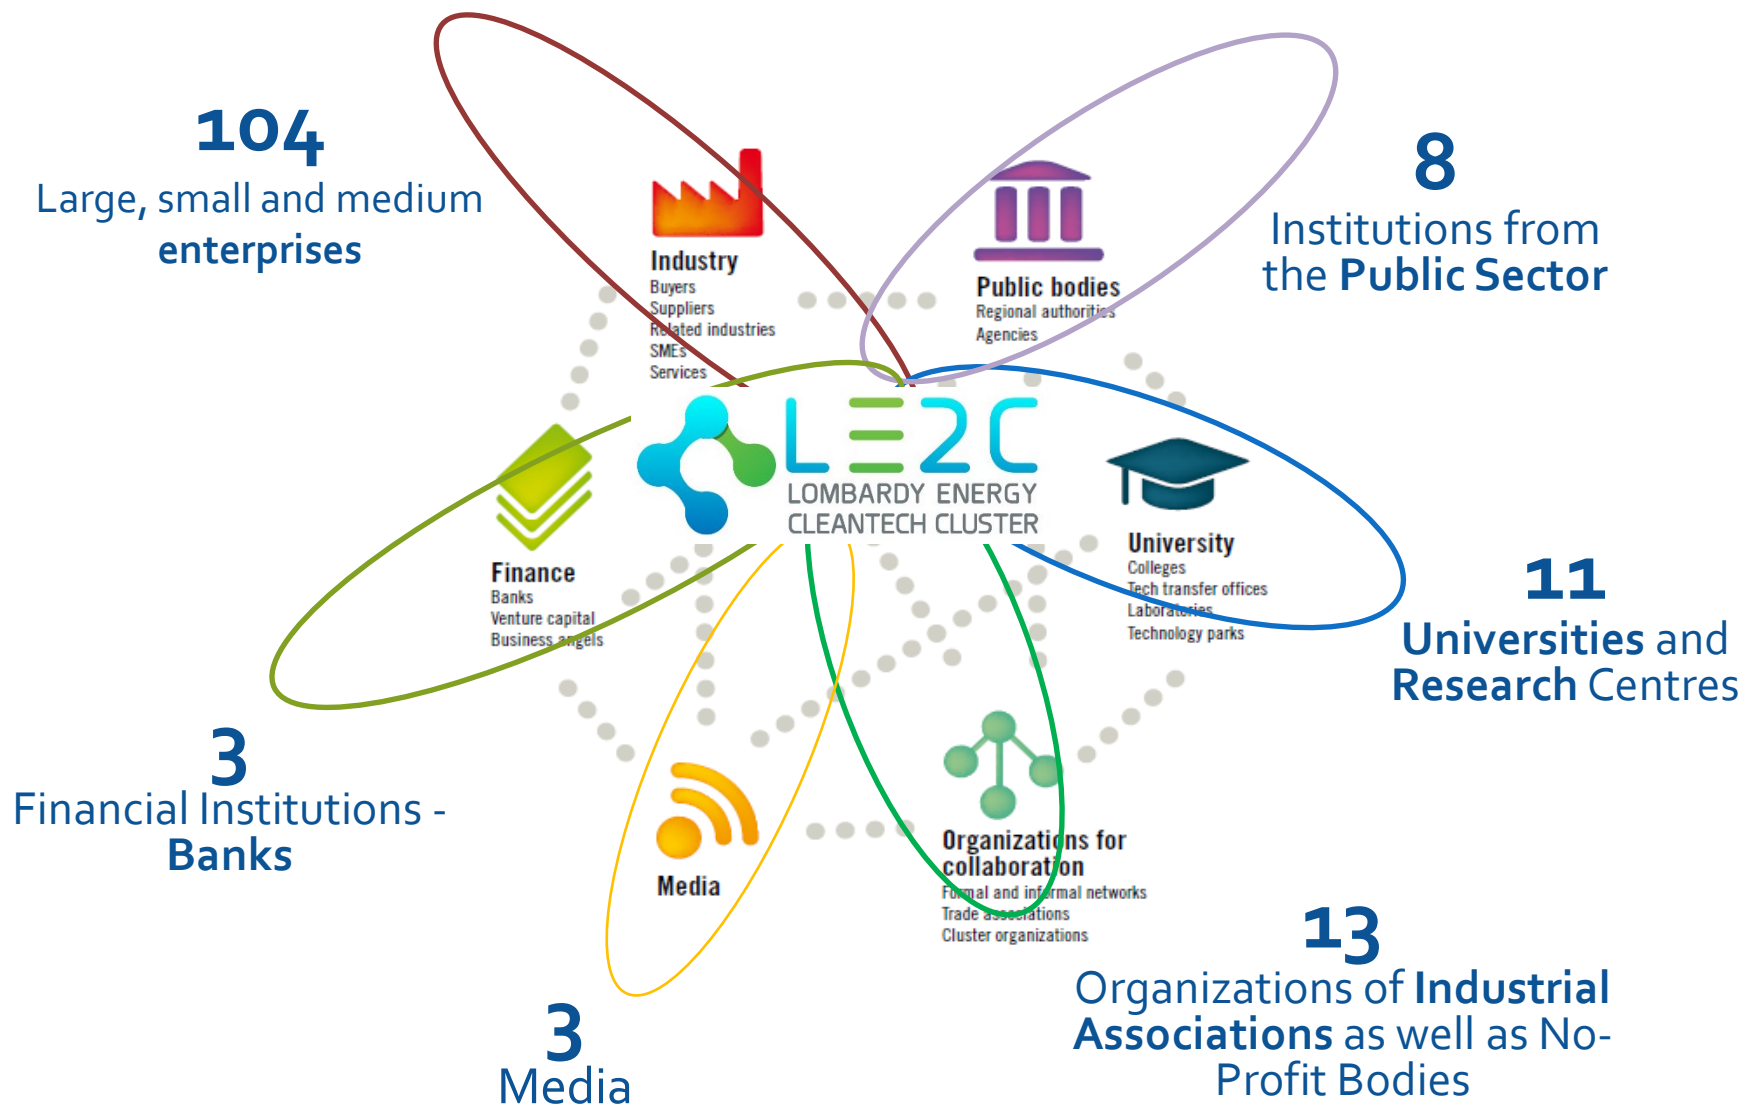 104
Large, small and medium
enterprises
8
Institutions from
the Public Sector
Industry
Buyers
Suppliers
Related industries
SMEs
Services
Public bodies
Regional authorities
Agencies
LE2C
LOMBARDY ENERGY
CLEANTECH CLUSTER
Finance
Banks
Venture capital
Business angels
University
Colleges
Tech transfer offices
Laboratories
Technology parks
11
Universities and
Research Centres
3
Financial Institutions -
Banks
Media
Organizations for
collaboration
Formal and informal networks
Trade associations
Cluster organizations
3
Media
13
Organizations of Industrial
Associations as well as No-
Profit Bodies